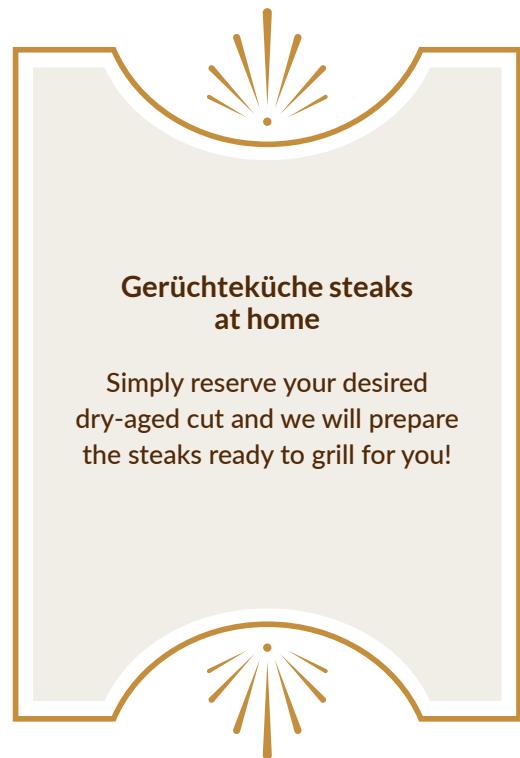 Gerüchteküche steaks
at home
Simply reserve your desired
dry-aged cut and we will prepare
the steaks ready to grill for you!